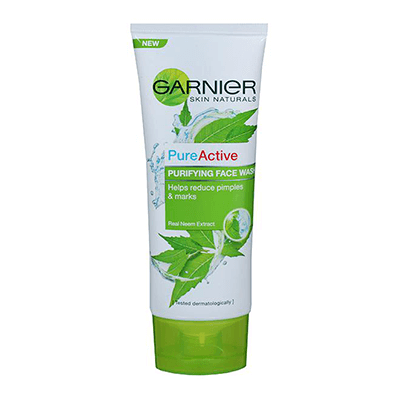 NEW
GARNIER
SKIN NATURALS
PureActive
PURIFYING FACE WASH
Helps reduce pimples
& marks
Real Neem Extract
[ tested dermatologically ]